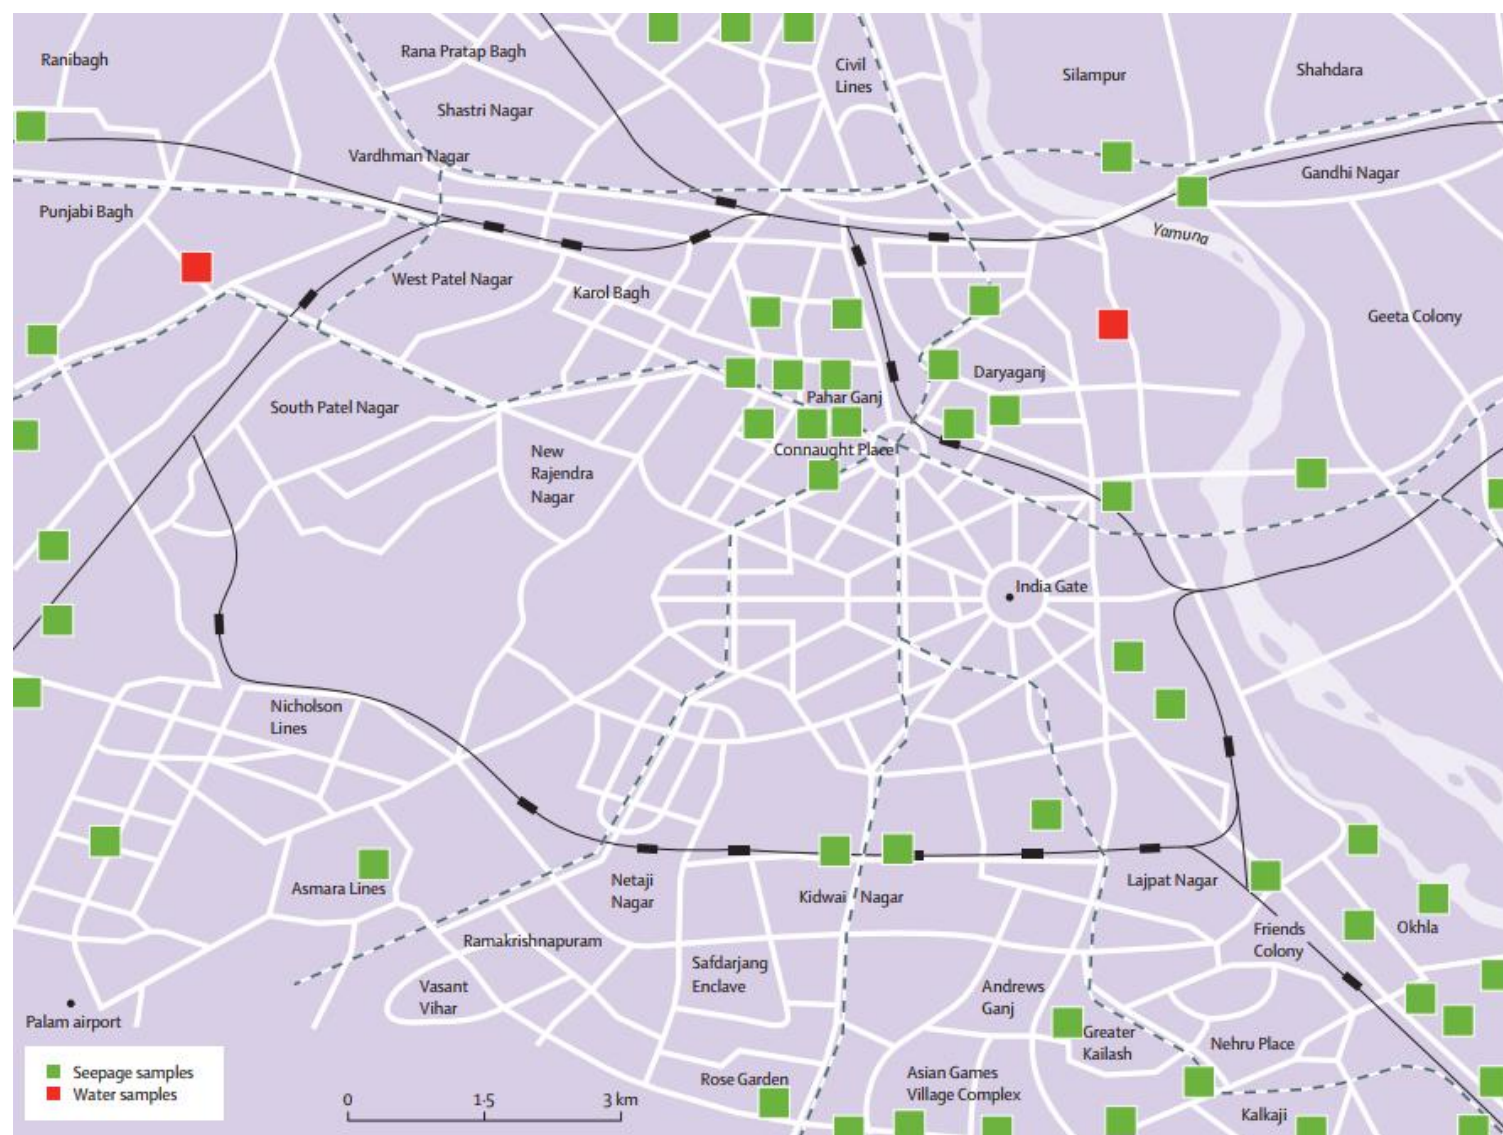 Ranibagh
Rana Pratap Bagh
Civil
Lines
Silampur
Shahdara
Shastri Nagar
Vardhman Nagar
Gandhi Nagar
Punjabi Bagh
Yamuna
West Patel Nagar
Karol Bagh
Geeta Colony
Daryaganj
South Patel Nagar
Pahar Ganj
Connaught Place
New
Rajendra
Nagar
India Gate
Nicholson
Lines
Asmara Lines
Netaji
Nagar
Kidwai Nagar
Lajpat Nagar
Ramakrishnapuram
Friends
Colony
Okhla
Safdarjang
Enclave
Vasant
Vihar
Andrews
Ganj
Palam airport
Greater
Kailash
Nehru Place
Rose Garden
Asian Games
Village Complex
Kalkaji
Seepage samples
Water samples
0 1·5 3 km